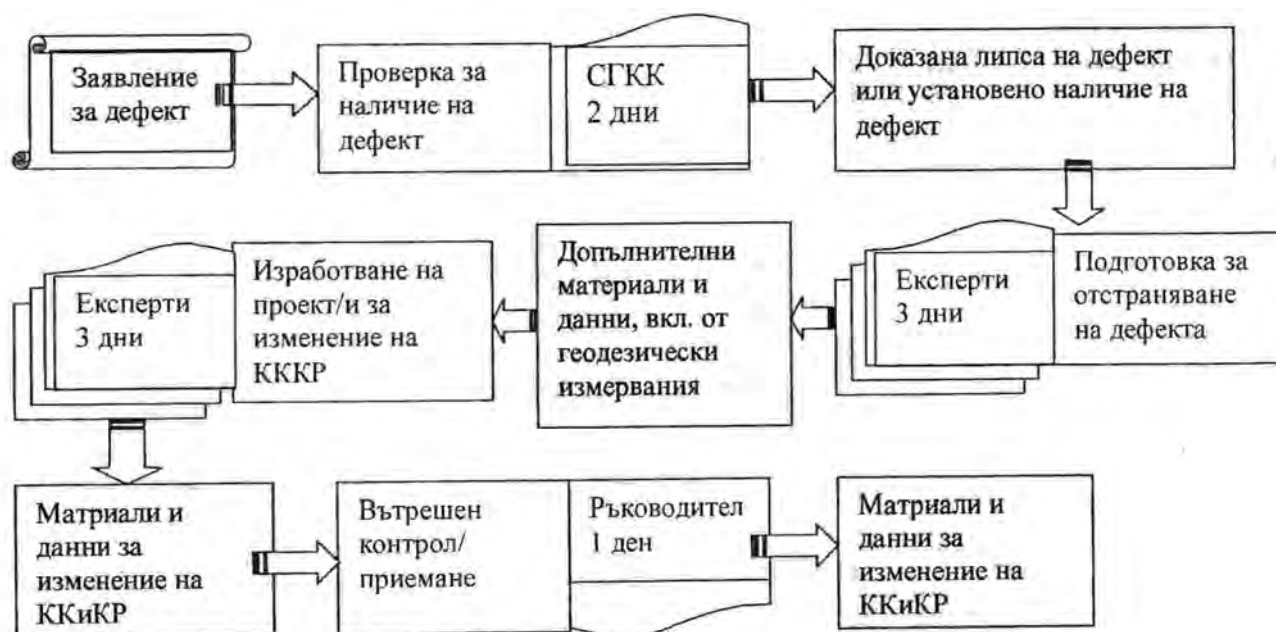 Заявление
за дефект
Проверка за
наличие на
дефект
СГКК
2 дни
Доказана липса на дефект
или установено наличие на
дефект
Подготовка за
отстраняване
на дефекта
Експерти
3 дни
Допълнителни
материали и
данни, вкл. от
геодезически
измервания
Изработване на
проект/и за
изменение на
КККР
Експерти
3 дни
Матриали и
данни за
изменение на
ККиКР
Вътрешен
контрол/
приемане
Ръководител
1 ден
Матриали и
данни за
изменение на
ККиКР